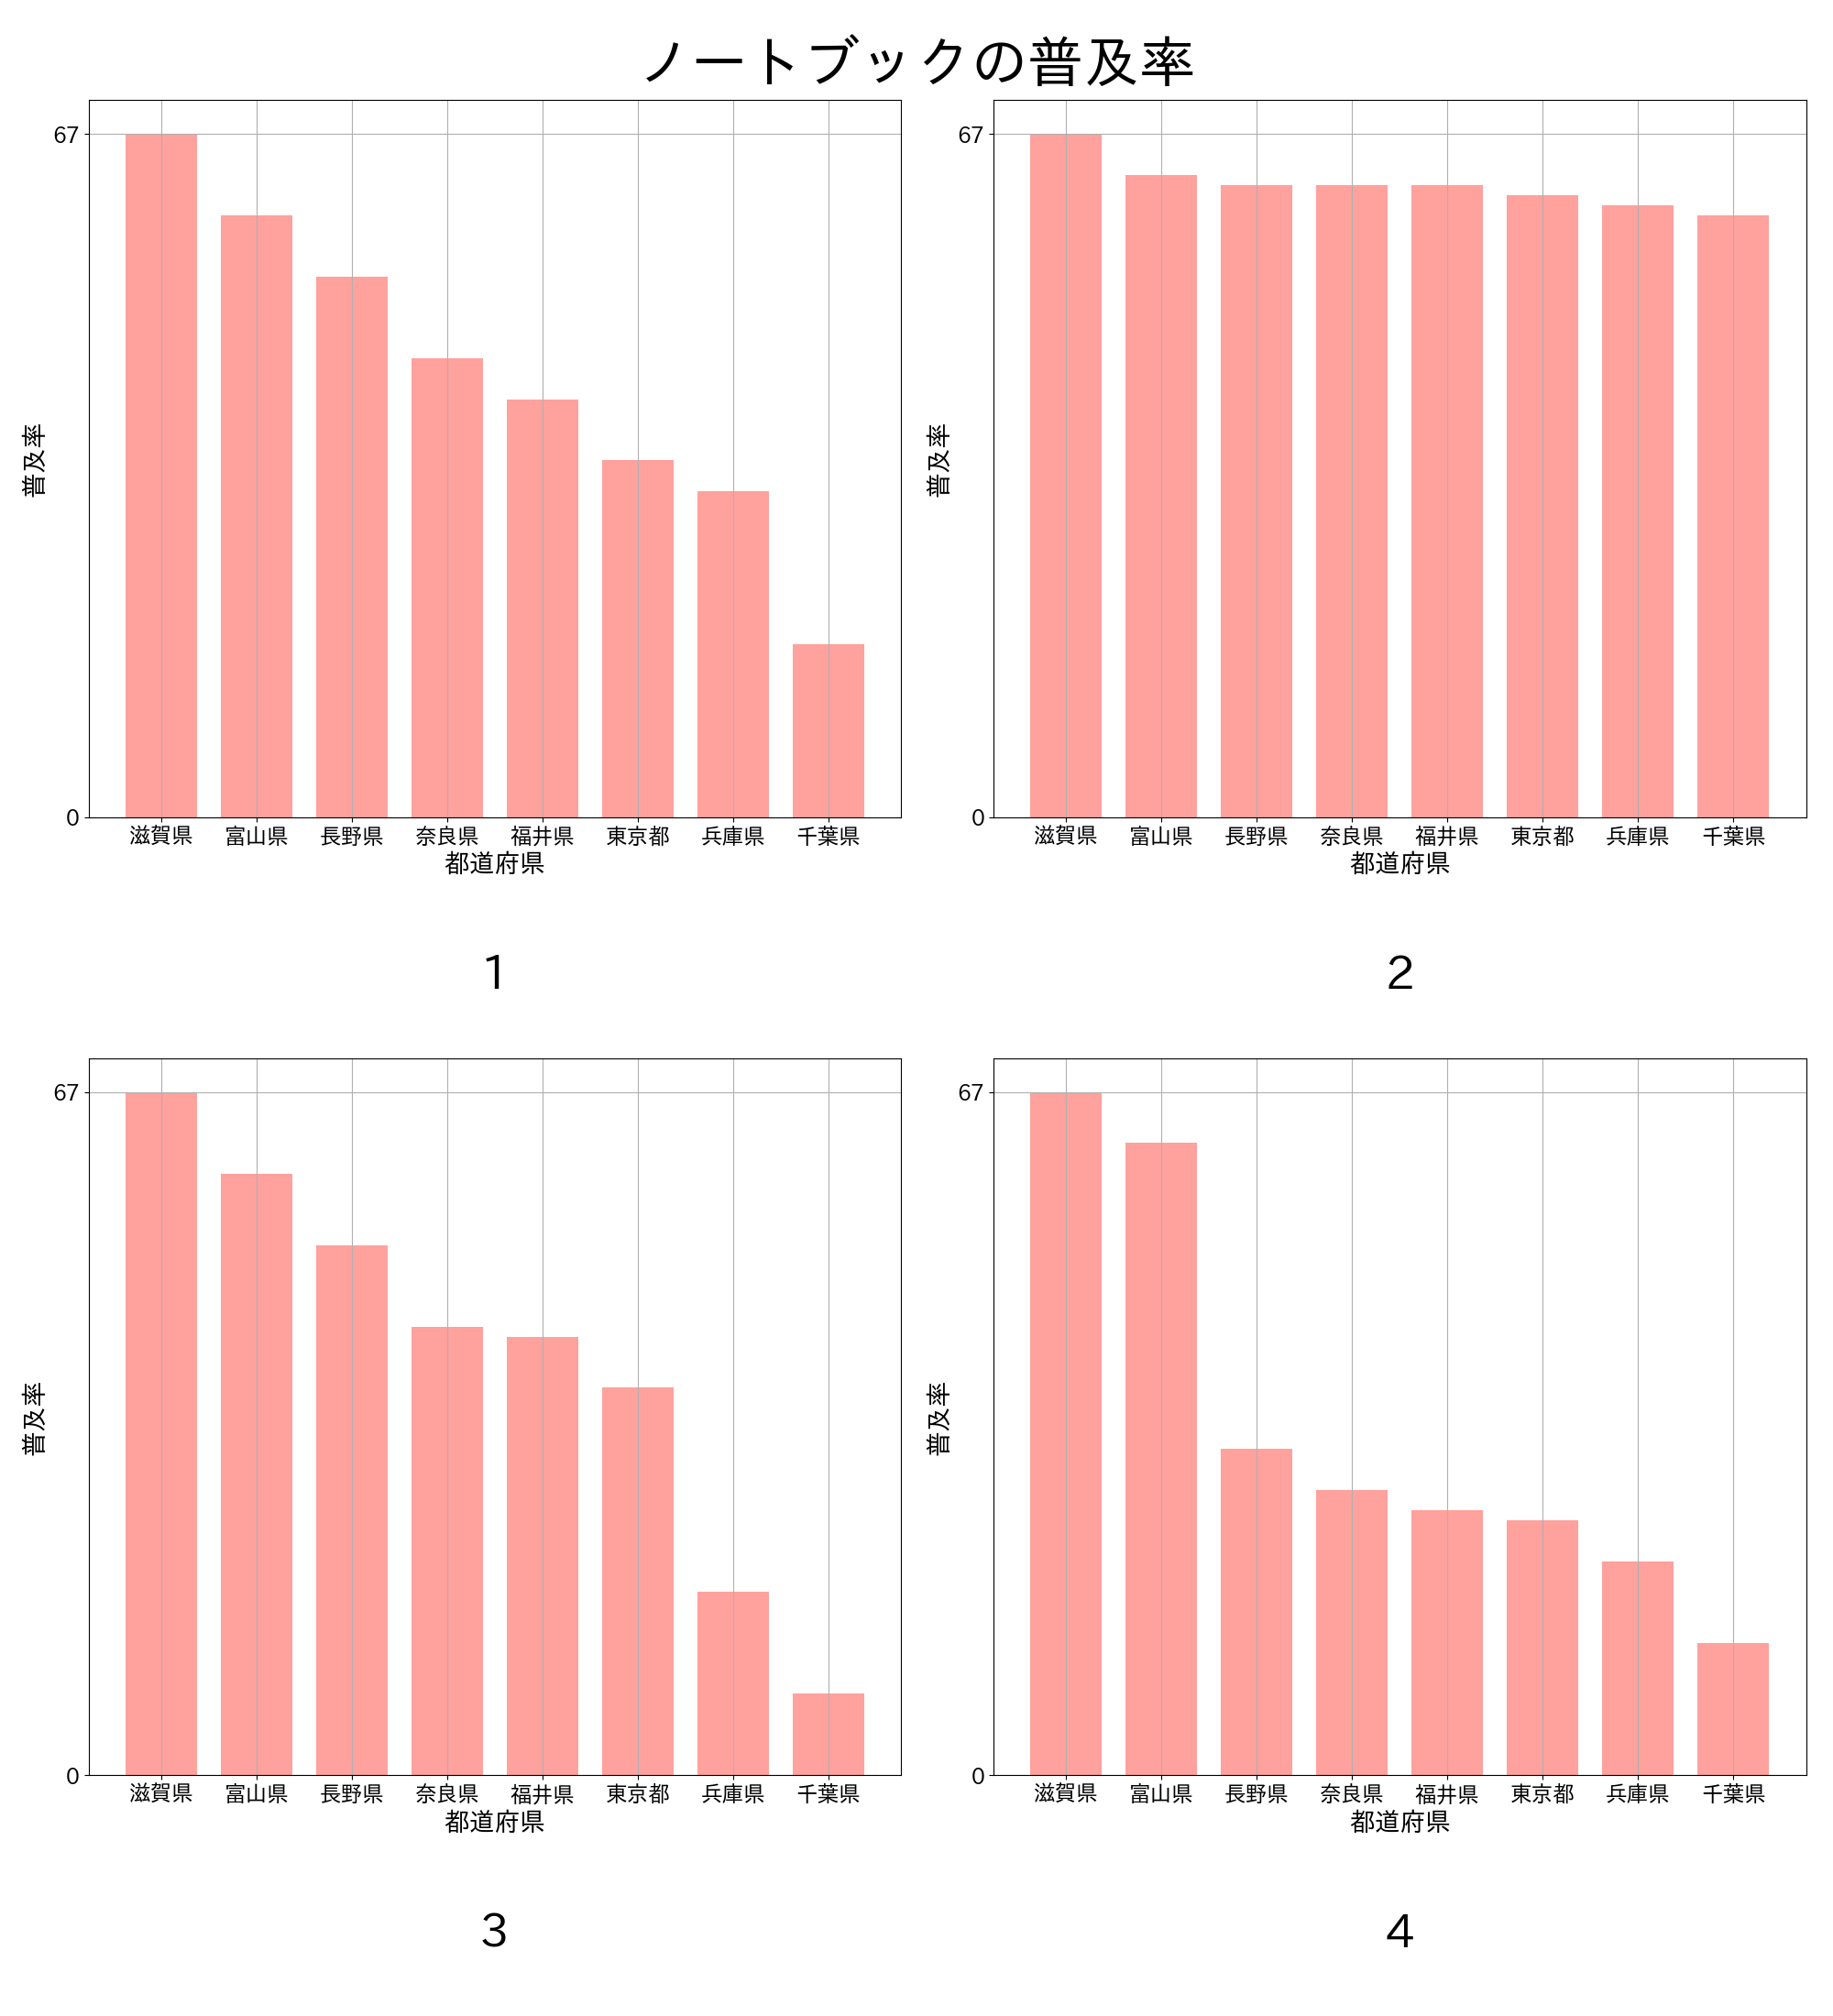 ノートブックの普及率
67
0
普及率
滋賀県 富山県 長野県 奈良県 福井県 東京都 兵庫県 千葉県
都道府県
1
67
0
普及率
滋賀県 富山県 長野県 奈良県 福井県 東京都 兵庫県 千葉県
都道府県
2
67
0
普及率
滋賀県 富山県 長野県 奈良県 福井県 東京都 兵庫県 千葉県
都道府県
3
67
0
普及率
滋賀県 富山県 長野県 奈良県 福井県 東京都 兵庫県 千葉県
都道府県
4